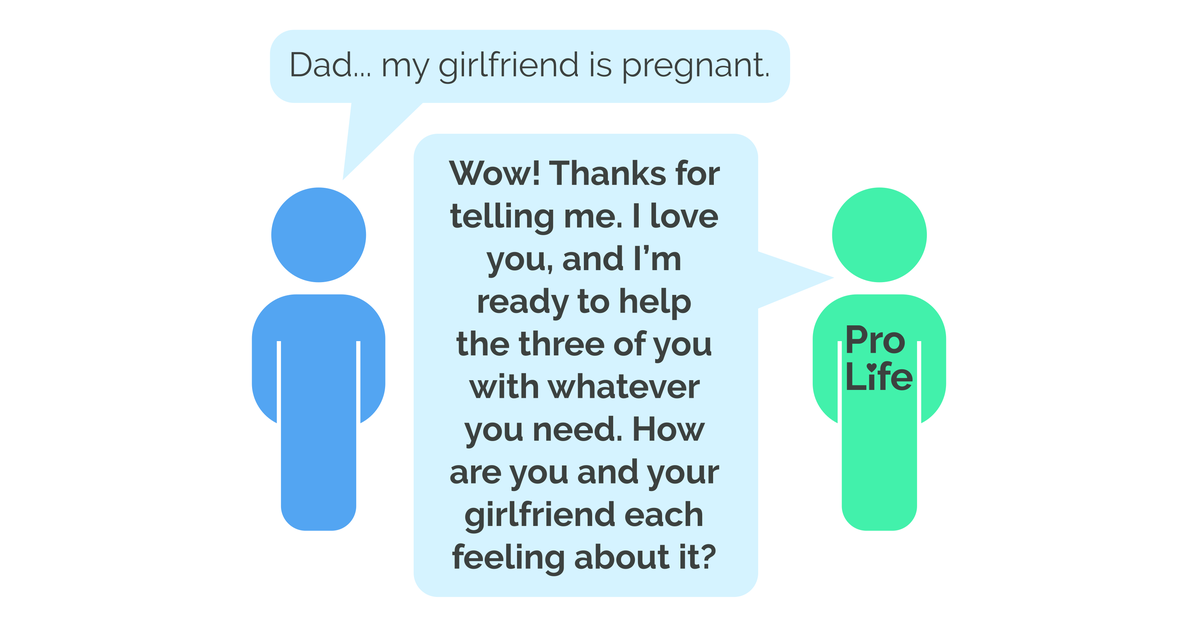 Dad... my girlfriend is pregnant.
Wow! Thanks for
telling me. I love
you, and I’m
ready to help
the three of you
with whatever
you need. How
are you and your
girlfriend each
feeling about it?
Pro
Life